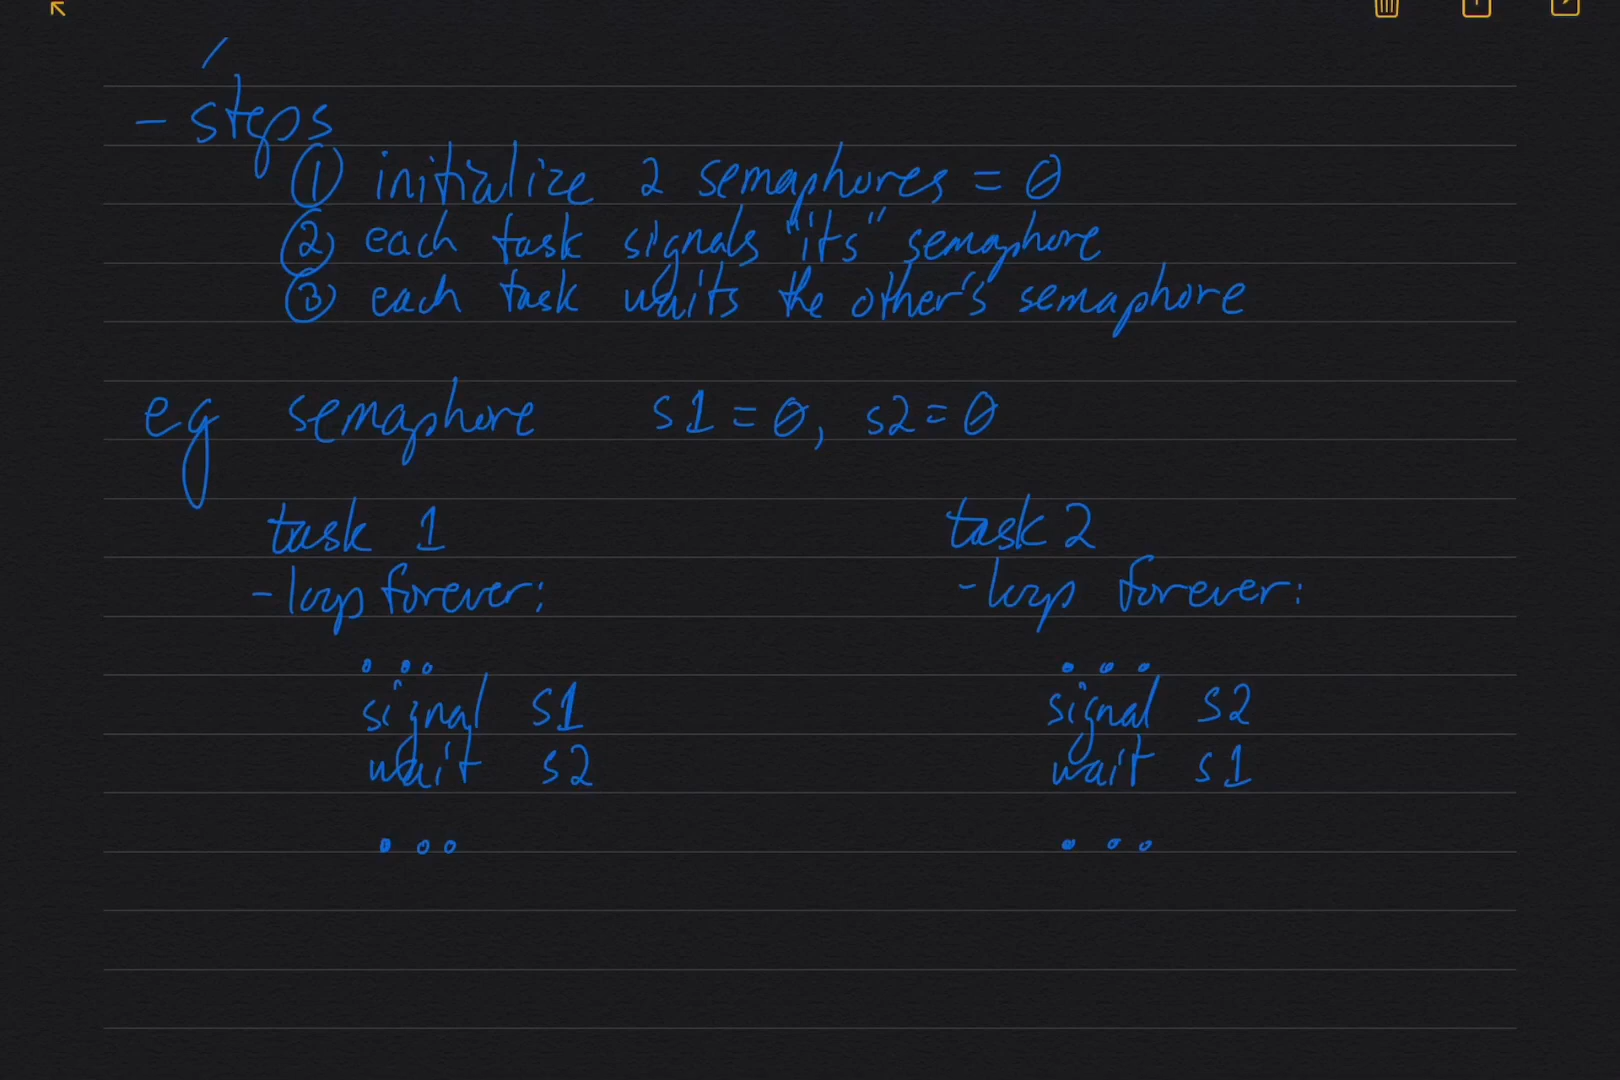 - steps
① initialize 2 semaphores = 0
② each task signals "its" semaphore
③ each task waits the other's semaphore
eg semaphore s1 = 0, s2 = 0
task 1 task 2
- loop forever: - loop forever:
... ...
signal s1 signal s2
wait s2 wait s1
... ...